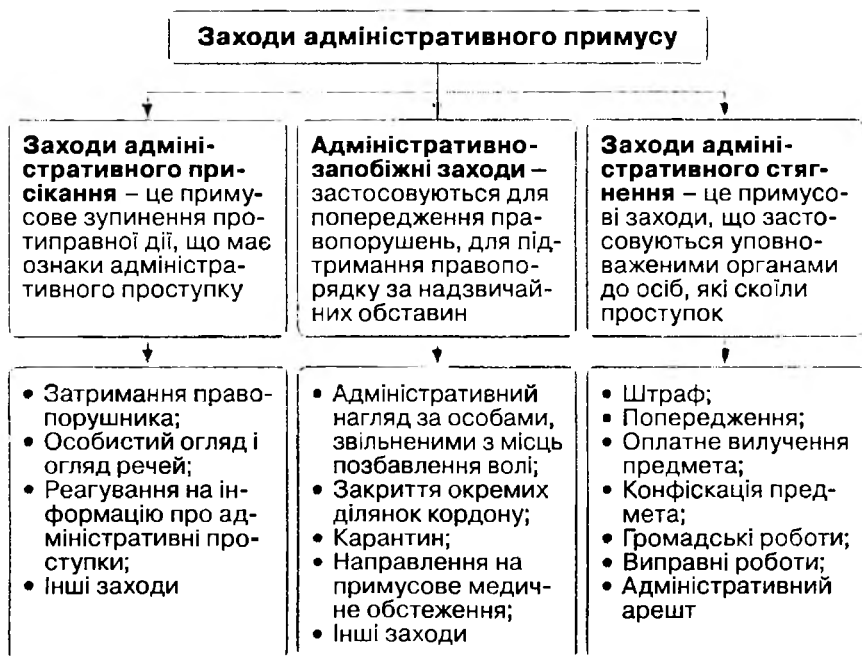 Заходи адміністративного примусу
Заходи адміні-
стративного при-
сікання – це приму-
сове зупинення про-
типравної дії, що має
ознаки адміністра-
тивного проступку
Адміністративно-
запобіжні заходи –
застосовуються для
попередження пра-
вопорушень, для під-
тримання правопо-
рядку за надзвичай-
них обставин
Заходи адміні-
стративного стяг-
нення – це примусо-
ві заходи, що засто-
совуються уповно-
важеними органами
до осіб, які скоїли
проступок
• Затримання право-
порушника;
• Особистий огляд і
огляд речей;
• Реагування на ін-
формацію про ад-
міністративні про-
ступки;
• Інші заходи
• Адміністративний
нагляд за особами,
звільненими з місць
позбавлення волі;
• Закриття окремих
ділянок кордону;
• Карантин;
• Направлення на
примусове медич-
не обстеження;
• Інші заходи
• Штраф;
• Попередження;
• Оплатне вилучення
предмета;
• Конфіскація пред-
мета;
• Громадські роботи;
• Виправні роботи;
• Адміністративний
арешт